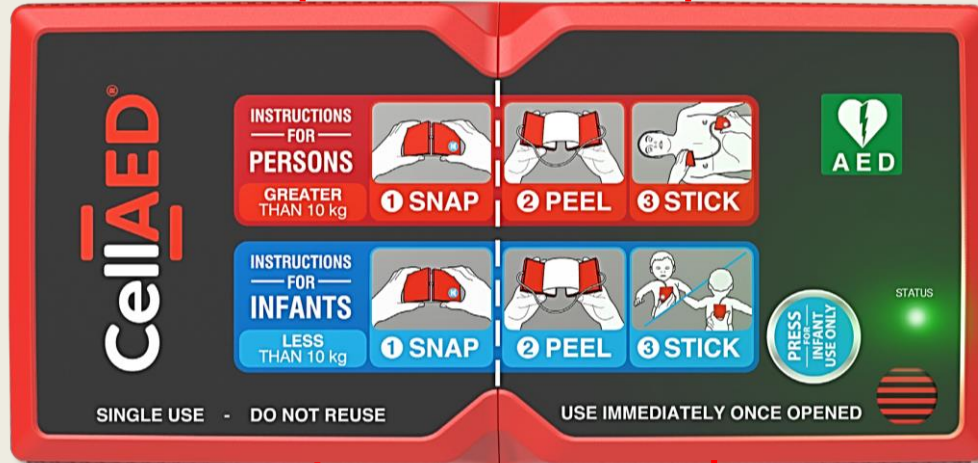 CellAED®
INSTRUCTIONS
FOR
PERSONS
GREATER
THAN 10 kg
1 SNAP
2 PEEL
3 STICK
INSTRUCTIONS
FOR
INFANTS
LESS
THAN 10 kg
1 SNAP
2 PEEL
3 STICK
AED
PRESS
FOR
INFANT
USE ONLY
STATUS
SINGLE USE - DO NOT REUSE
USE IMMEDIATELY ONCE OPENED